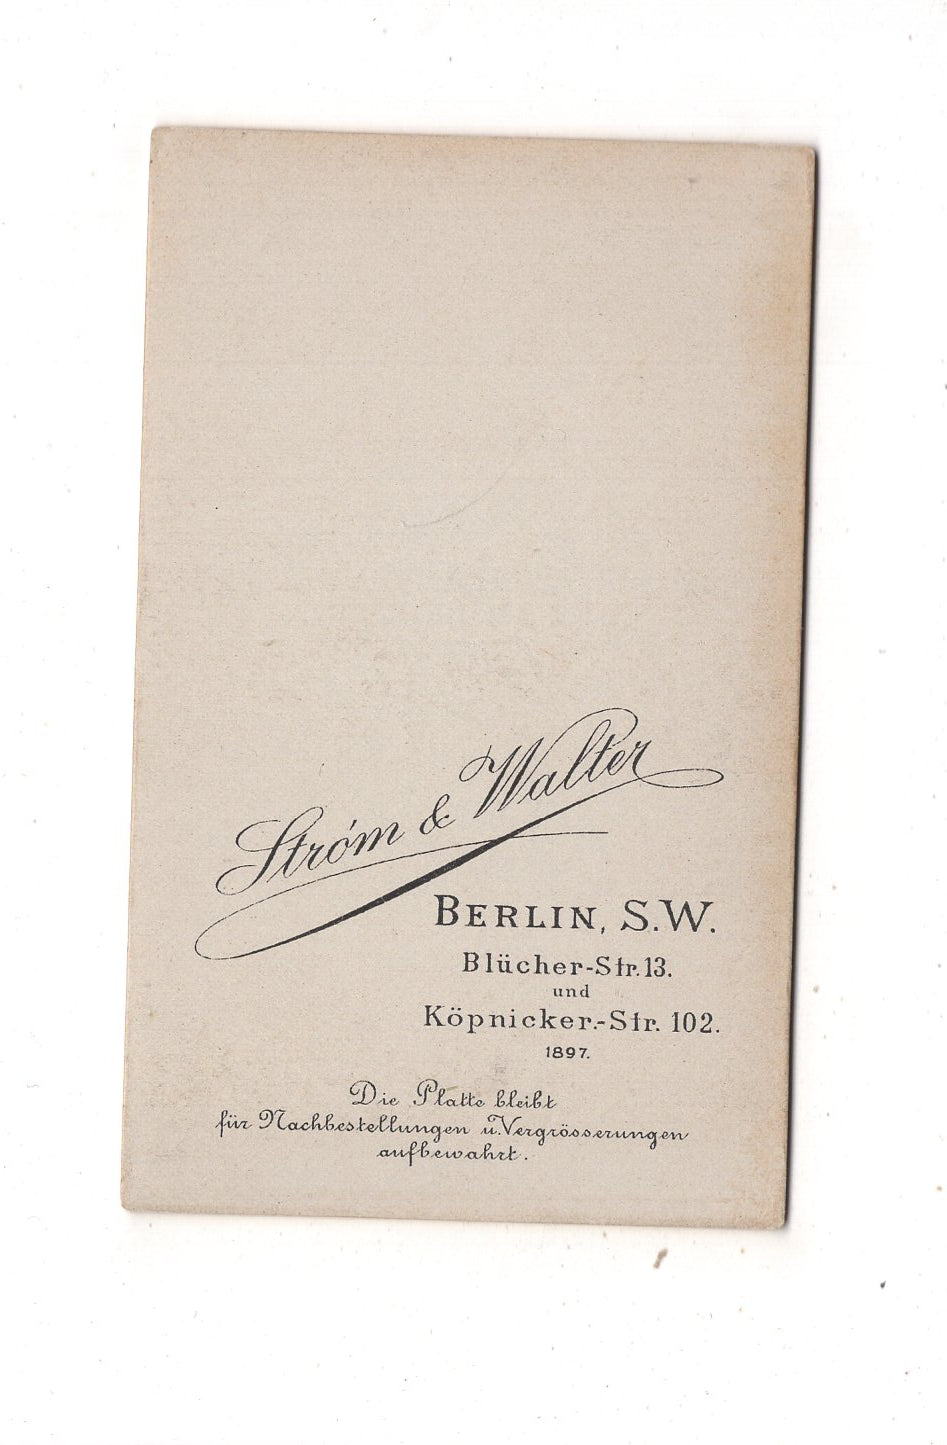 Ström & Walter
BERLIN, S.W.
Blücher-Str. 13.
und
Köpnicker.-Str. 102.
1897.
Die Platte bleibt
für Nachbestellungen u. Vergrösserungen
aufbewahrt.